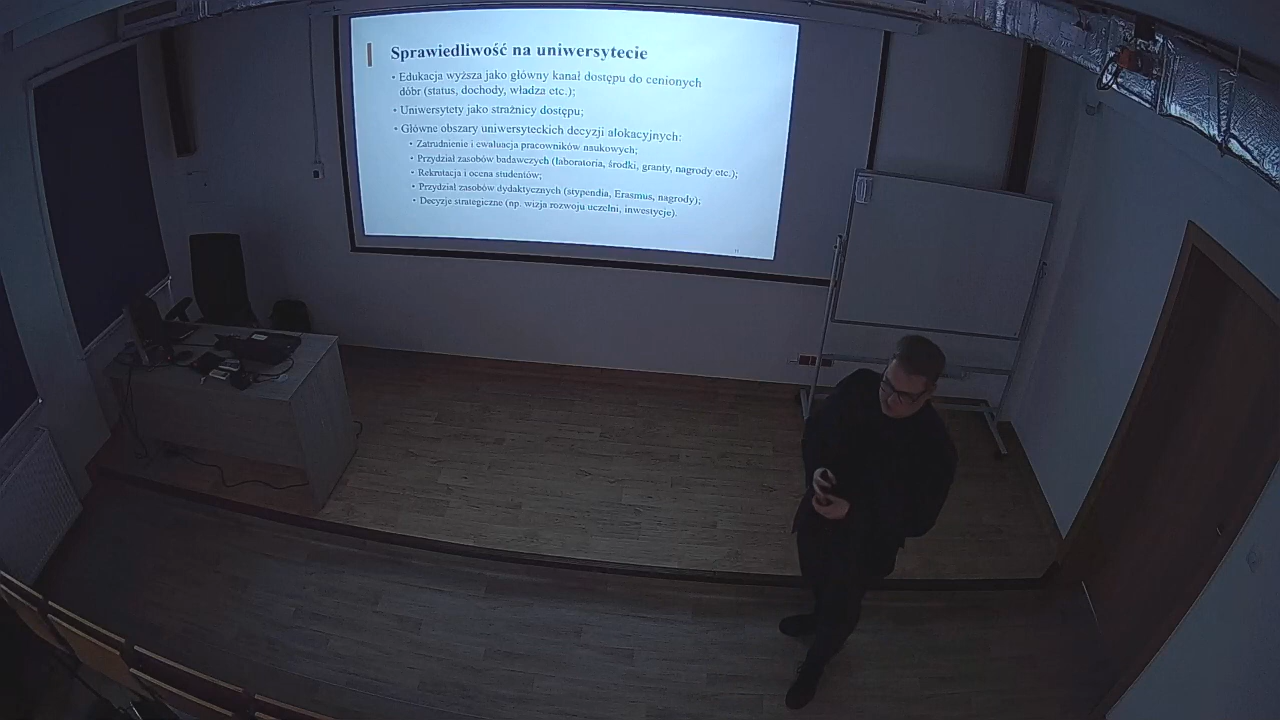 Sprawiedliwość na uniwersytecie
• Edukacja wyższa jako główny kanał dostępu do cenionych
dóbr (status, dochody, władza etc.);
• Uniwersytety jako strażnicy dostępu;
• Główne obszary uniwersyteckich decyzji alokacyjnych:
• Zatrudnienie i ewaluacja pracowników naukowych;
• Przydział zasobów badawczych (laboratoria, środki, granty, nagrody etc.);
• Rekrutacja i ocena studentów;
• Przydział zasobów dydaktycznych (stypendia, Erasmus, nagrody);
• Decyzje strategiczne (np. wizja rozwoju uczelni, inwestycje).